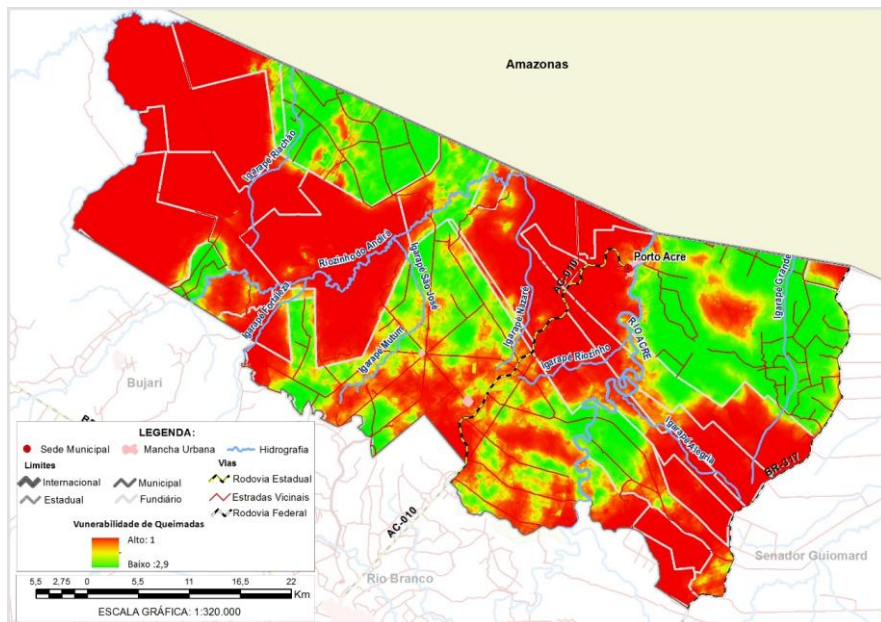 Amazonas
Igarapé Riachão
Riozinho do Andirá
Igarapé São José
Igarapé Fortaleza
Igarapé Mutum
Igarapé Nazaré
AC-010
Porto Acre
Igarapé Grande
RIO ACRE
Igarapé Riozinho
Igarapé Alegria
BR-317
Bujari
AC-010
Rio Branco
Senador Guiomard
LEGENDA:
Sede Municipal Mancha Urbana Hidrografia
Limites Vias
Internacional Municipal Rodovia Estadual
Estadual Fundiário Estradas Vicinais
Rodovia Federal
Vunerabilidade de Queimadas
Alto: 1
Baixo :2,9
5,5 2,75 0 5,5 11 16,5 22
Km
ESCALA GRÁFICA: 1:320.000